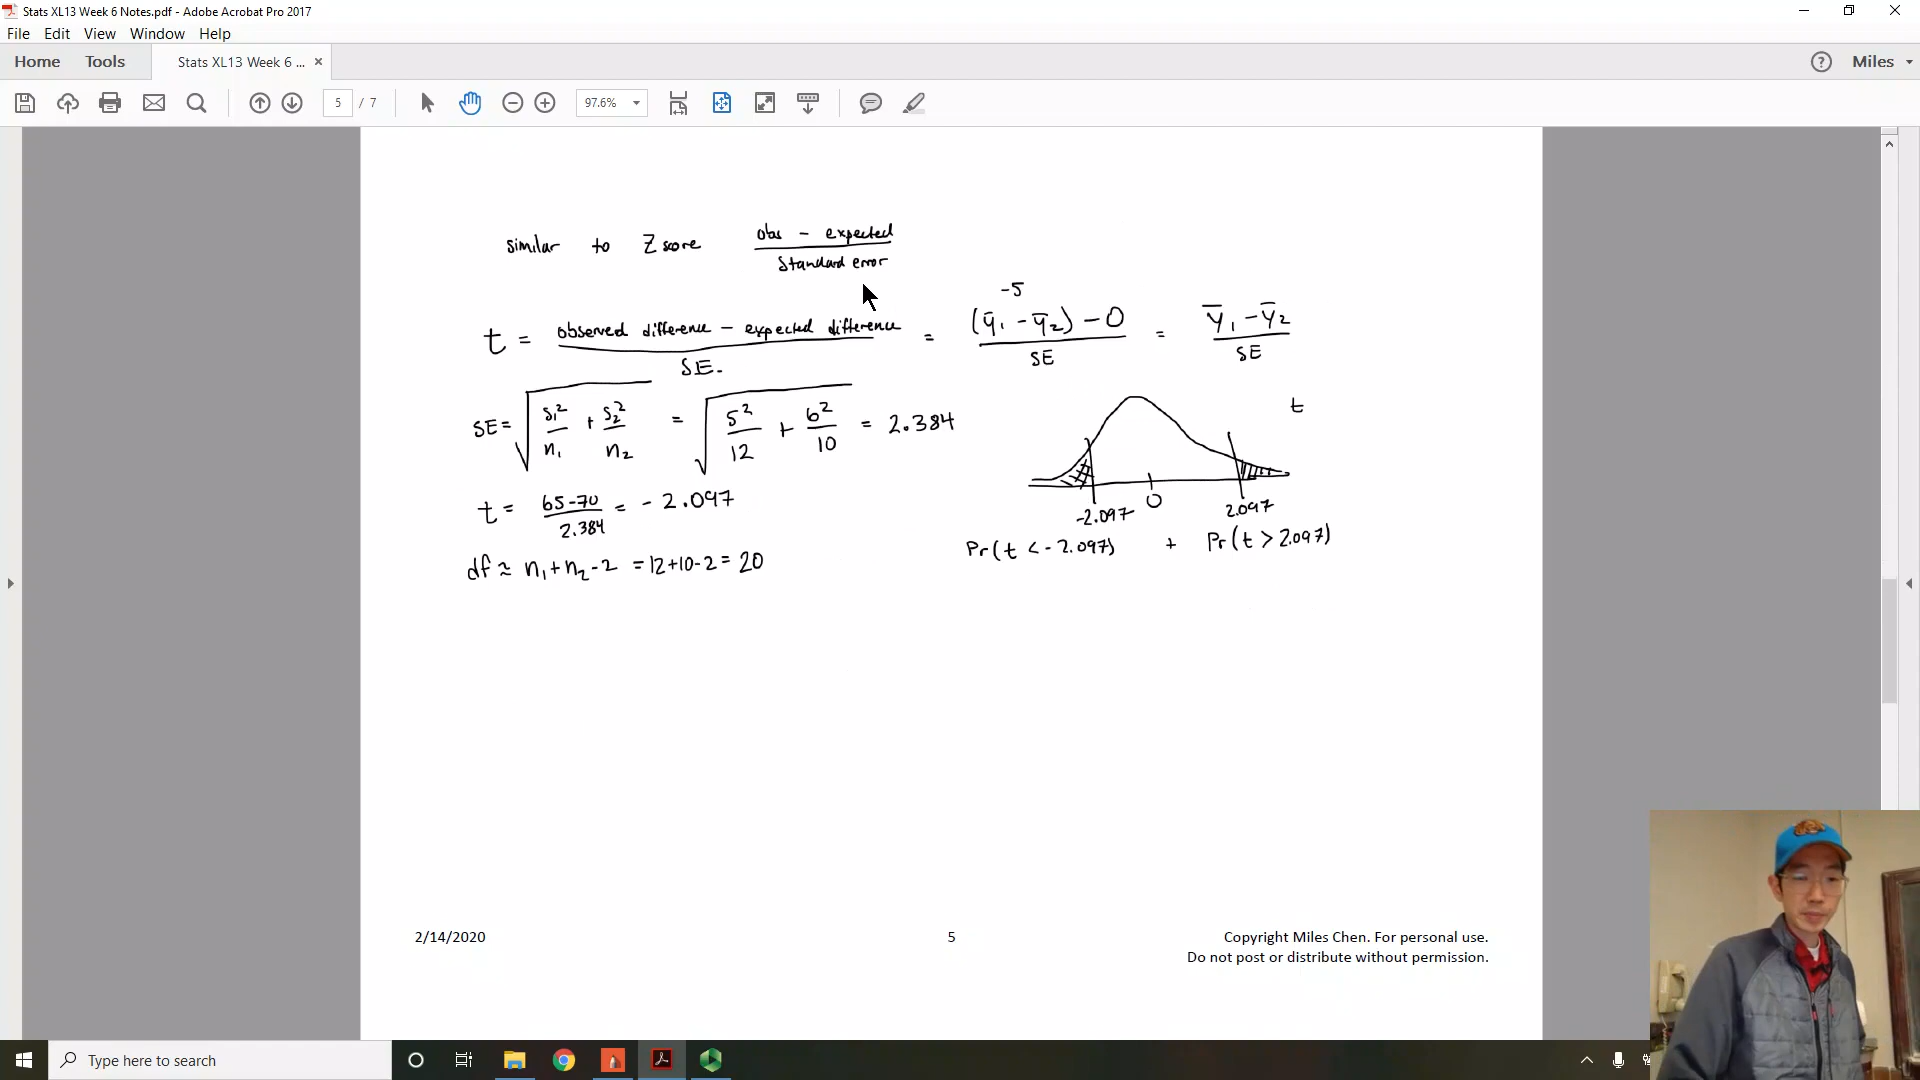 Stats XL13 Week 6 Notes.pdf - Adobe Acrobat Pro 2017
File Edit View Window Help
Home Tools Stats XL13 Week 6 ... × Miles
5 / 7 97.6%
similar to Z score obs - expected / Standard error
-5
t = observed difference - expected difference / SE. = (ȳ₁ - ȳ₂) - 0 / SE = ȳ₁ - ȳ₂ / SE
SE = √(s₁²/n₁ + s₂²/n₂) = √(5²/12 + 6²/10) = 2.384
t
t = 65-70 / 2.384 = - 2.097
-2.097 0 2.097
Pr(t < -2.097) + Pr(t > 2.097)
df ≈ n₁+n₂-2 = 12+10-2 = 20
2/14/2020 5 Copyright Miles Chen. For personal use.
Do not post or distribute without permission.
Type here to search